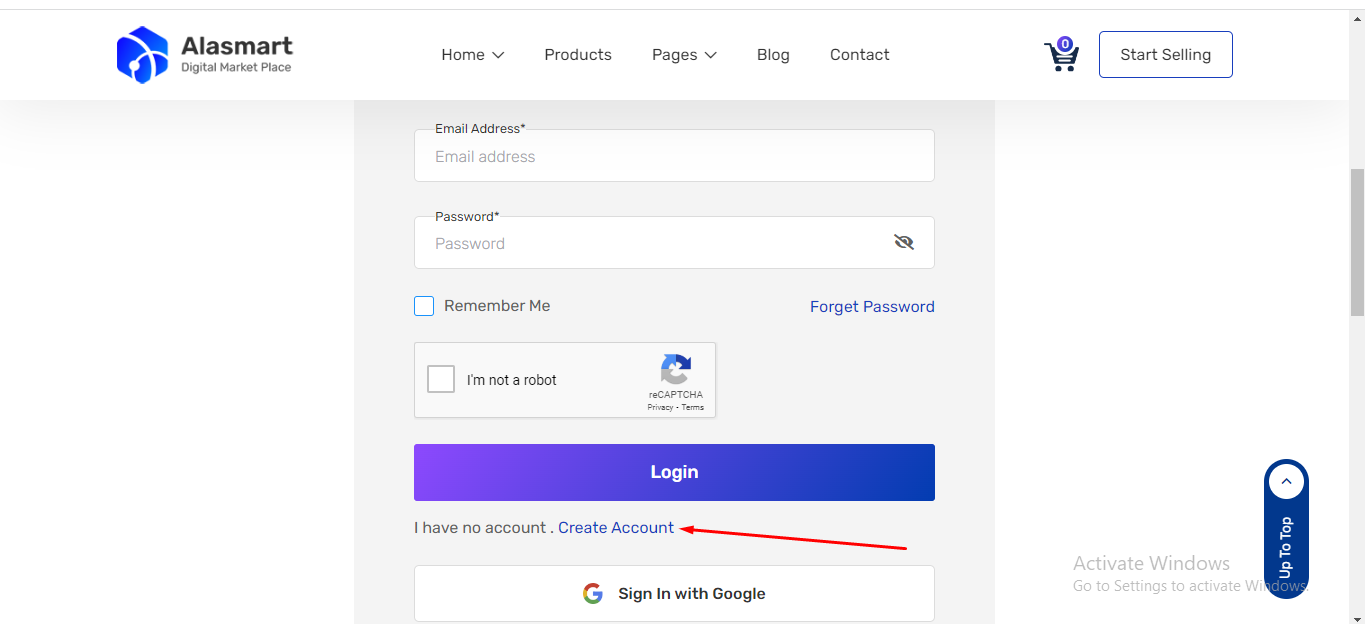 Alasmart
Digital Market Place
Home
Products
Pages
Blog
Contact
0
Start Selling
Email Address*
Email address
Password*
Password
Remember Me
Forget Password
I'm not a robot
reCAPTCHA
Privacy - Terms
Login
I have no account . Create Account
Sign In with Google
Up To Top
Activate Windows
Go to Settings to activate Windows.